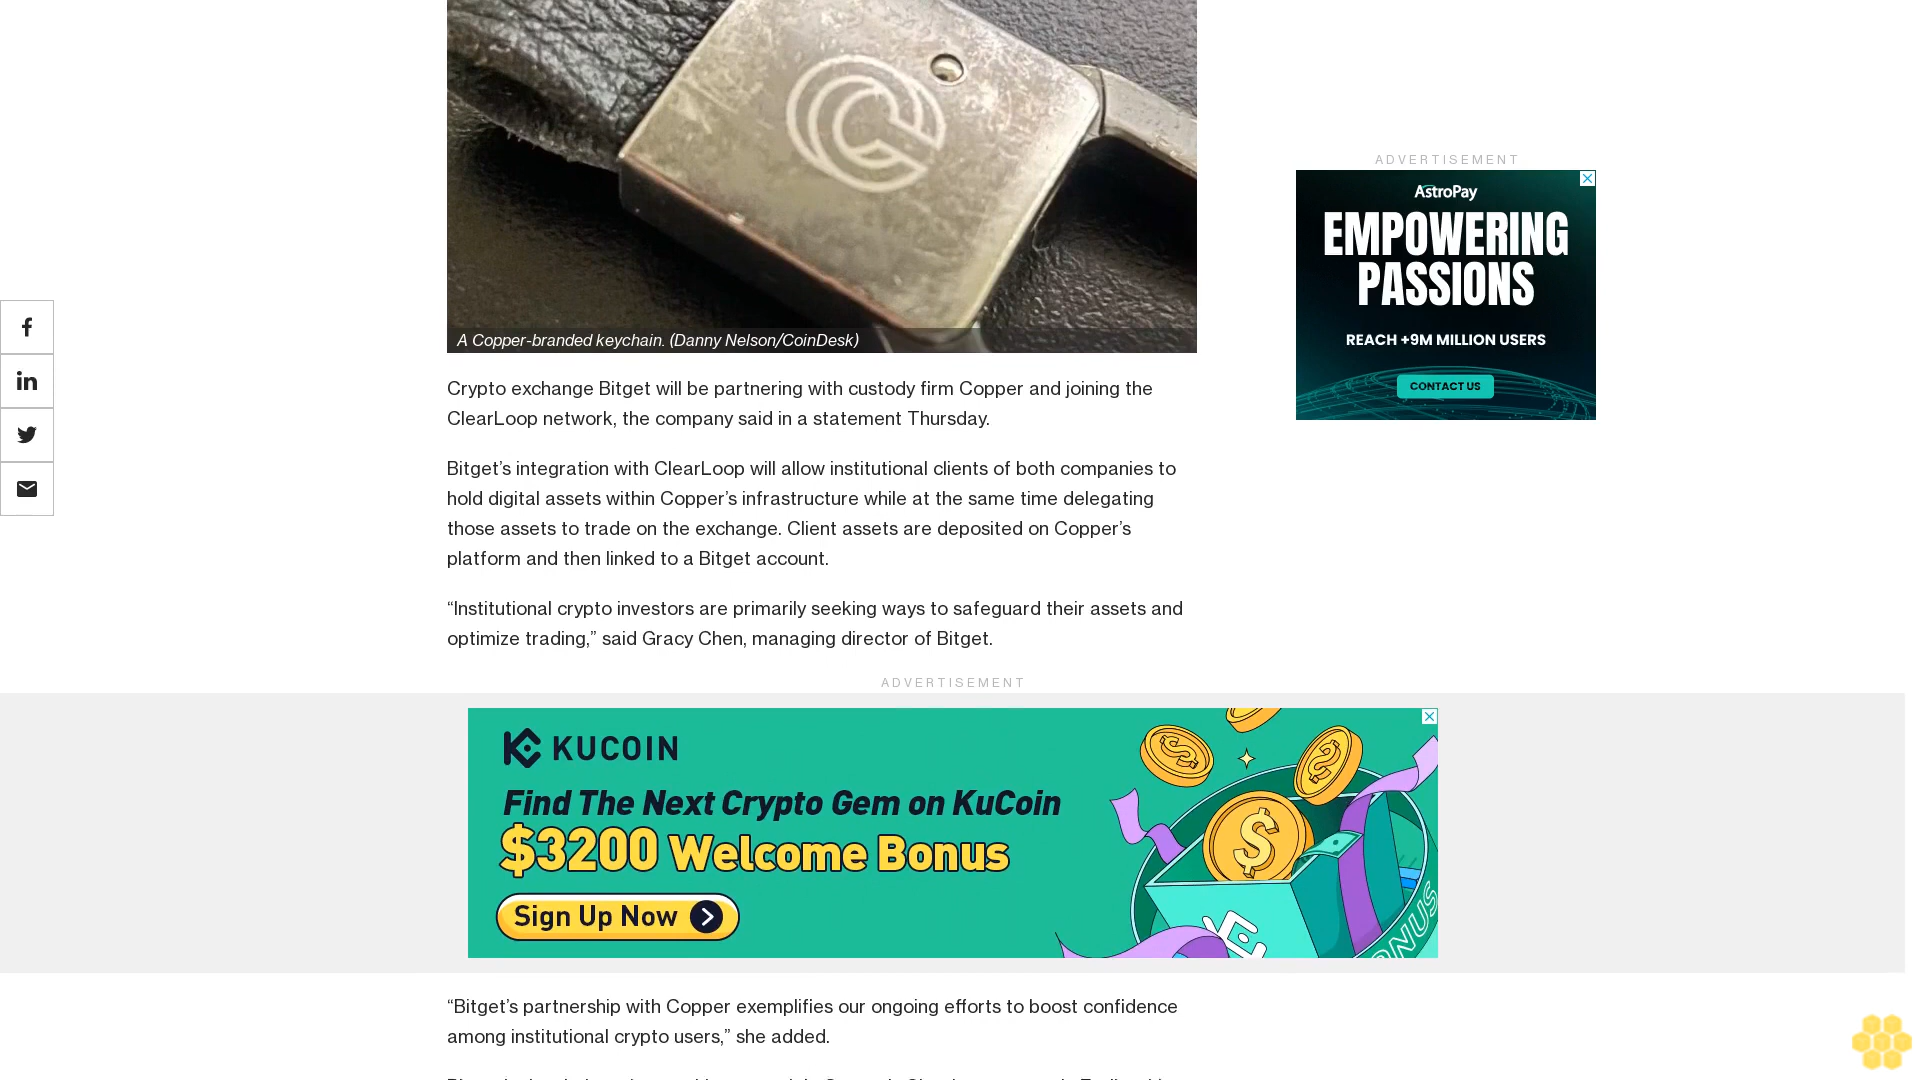 A Copper-branded keychain. (Danny Nelson/CoinDesk)
Crypto exchange Bitget will be partnering with custody firm Copper and joining the
ClearLoop network, the company said in a statement Thursday.
Bitget’s integration with ClearLoop will allow institutional clients of both companies to
hold digital assets within Copper’s infrastructure while at the same time delegating
those assets to trade on the exchange. Client assets are deposited on Copper’s
platform and then linked to a Bitget account.
“Institutional crypto investors are primarily seeking ways to safeguard their assets and
optimize trading,” said Gracy Chen, managing director of Bitget.
ADVERTISEMENT
AstroPay
EMPOWERING
PASSIONS
REACH +9M MILLION USERS
CONTACT US
ADVERTISEMENT
KUCOIN
Find The Next Crypto Gem on KuCoin
$3200 Welcome Bonus
Sign Up Now
“Bitget’s partnership with Copper exemplifies our ongoing efforts to boost confidence
among institutional crypto users,” she added.